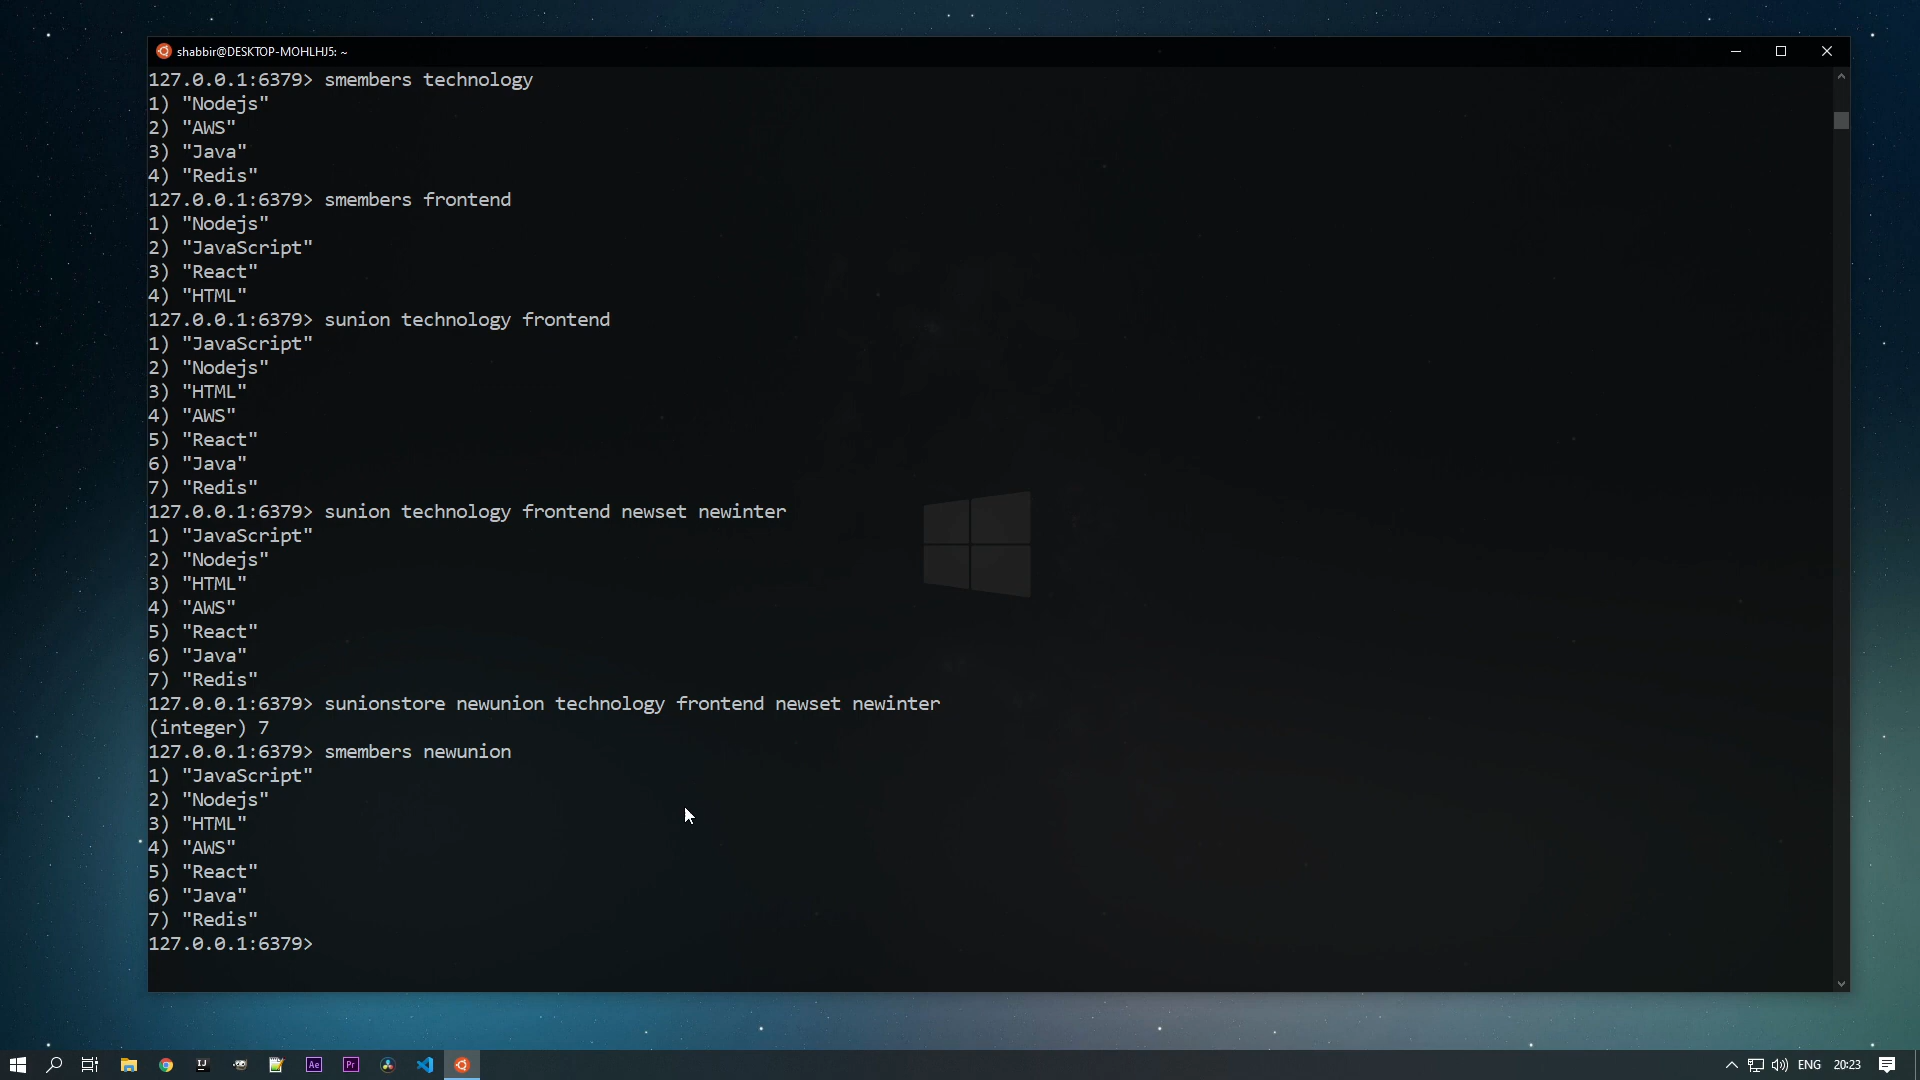 shabbir@DESKTOP-MOHLHJ5: ~
127.0.0.1:6379> smembers technology
1) "Nodejs"
2) "AWS"
3) "Java"
4) "Redis"
127.0.0.1:6379> smembers frontend
1) "Nodejs"
2) "JavaScript"
3) "React"
4) "HTML"
127.0.0.1:6379> sunion technology frontend
1) "JavaScript"
2) "Nodejs"
3) "HTML"
4) "AWS"
5) "React"
6) "Java"
7) "Redis"
127.0.0.1:6379> sunion technology frontend newset newinter
1) "JavaScript"
2) "Nodejs"
3) "HTML"
4) "AWS"
5) "React"
6) "Java"
7) "Redis"
127.0.0.1:6379> sunionstore newunion technology frontend newset newinter
(integer) 7
127.0.0.1:6379> smembers newunion
1) "JavaScript"
2) "Nodejs"
3) "HTML"
4) "AWS"
5) "React"
6) "Java"
7) "Redis"
127.0.0.1:6379>
IJ Ae Pr ENG 20:23